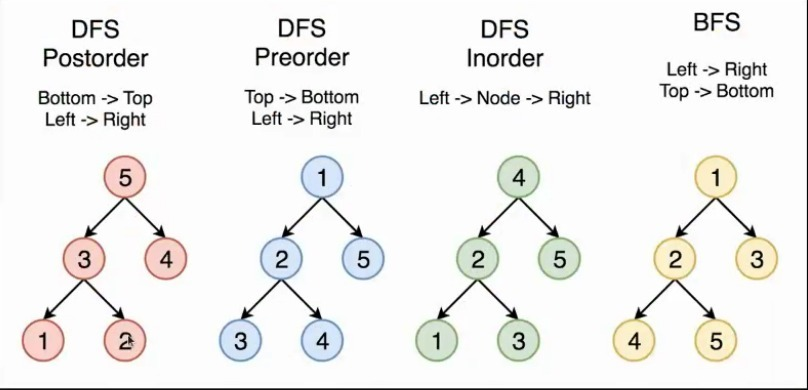 DFS
Postorder
Bottom -> Top
Left -> Right
5
3
4
1
2
DFS
Preorder
Top -> Bottom
Left -> Right
1
2
5
3
4
DFS
Inorder
Left -> Node -> Right
4
2
5
1
3
BFS
Left -> Right
Top -> Bottom
1
2
3
4
5